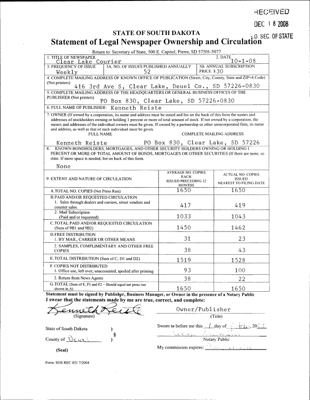 RECEIVED
DEC 18 2008
S.D. SEC. OF STATE
STATE OF SOUTH DAKOTA
Statement of Legal Newspaper Ownership and Circulation
Return to: Secretary of State, 500 E. Capitol, Pierre, SD 57501-5077
1. TITLE OF NEWSPAPER
Clear Lake Courier
2. DATE
10-1-08
3. FREQUENCY OF ISSUE
Weekly
3A. NO. OF ISSUES PUBLISHED ANNUALLY
52
3B. ANNUAL SUBSCRIPTION
PRICE $30
4. COMPLETE MAILING ADDRESS OF KNOWN OFFICE OF PUBLICATION (Street, City, County, State and ZIP+4 Code)
(Not printers)
416 3rd Ave S, Clear Lake, Deuel Co., SD 57226-0830
5. COMPLETE MAILING ADDRESS OF THE HEADQUARTERS OF GENERAL BUSINESS OFFICES OF THE
PUBLISHER (Not printer)
PO Box 830, Clear Lake, SD 57226-0830
6. FULL NAME OF PUBLISHER: Kenneth Reiste
7. OWNER (If owned by a corporation, its name and address must be stated and list on the back of this form the names and
addresses of stockholders owning or holding 1 percent or more of total amount of stock. If not owned by a corporation, the
names and addresses of the individual owners must be given. If owned by a partnership or other unincorporated firm, its name
and address, as well as that of each individual must be given.
FULL NAME COMPLETE MAILING ADDRESS
Kenneth Reiste PO Box 830, Clear Lake, SD 57226
8. KNOWN BONDHOLDERS, MORTGAGES, AND OTHER SECURITY HOLDERS OWNING OR HOLDING 1
PERCENT OR MORE OF TOTAL AMOUNT OF BONDS, MORTGAGES OR OTHER SECURITIES (If there are none, so
state. If more space is needed, list on back of this form.
None
9. EXTENT AND NATURE OF CIRCULATION
AVERAGE NO. COPIES
EACH
ISSUED PRECEDING 12
MONTHS
ACTUAL NO. COPIES
ISSUED
NEAREST TO FILING DATE
A. TOTAL NO. COPIES (Net Press Run) 1650 1650
B. PAID AND/OR REQUESTED CIRCULATION
1. Sales through dealers and carriers, street vendors and
counter sales. 417 419
2. Mail Subscription
(Paid and/or requested) 1033 1043
C. TOTAL PAID AND/OR REQUESTED CIRCULATION
(Sum of 9B1 and 9B2) 1450 1462
D. FREE DISTRIBUTION
1. BY MAIL, CARRIER OR OTHER MEANS 31 23
2. SAMPLES, COMPLIMENTARY AND OTHER FREE
COPIES 38 43
E. TOTAL DISTRIBUTION (Sum of C, D1 and D2) 1519 1528
F. COPIES NOT DISTRIBUTED
1. Office use, left over, unaccounted, spoiled after printing 93 100
2. Return from News Agents 38 22
G. TOTAL (Sum of E, F1 and F2 - Should equal net press run
shown in A) 1650 1650
Statement must be signed by Publisher, Business Manager, or Owner in the presence of a Notary Public
I swear that the statements made by me are true, correct, and complete:
Kenneth Reiste
(Signature)
Owner/Publisher
(Title)
State of South Dakota )
County of Deuel )
§
Sworn to before me this 1 day of
Notary Public
(Seal)
My commission expires:
Form: SOS REC 051 7/2004